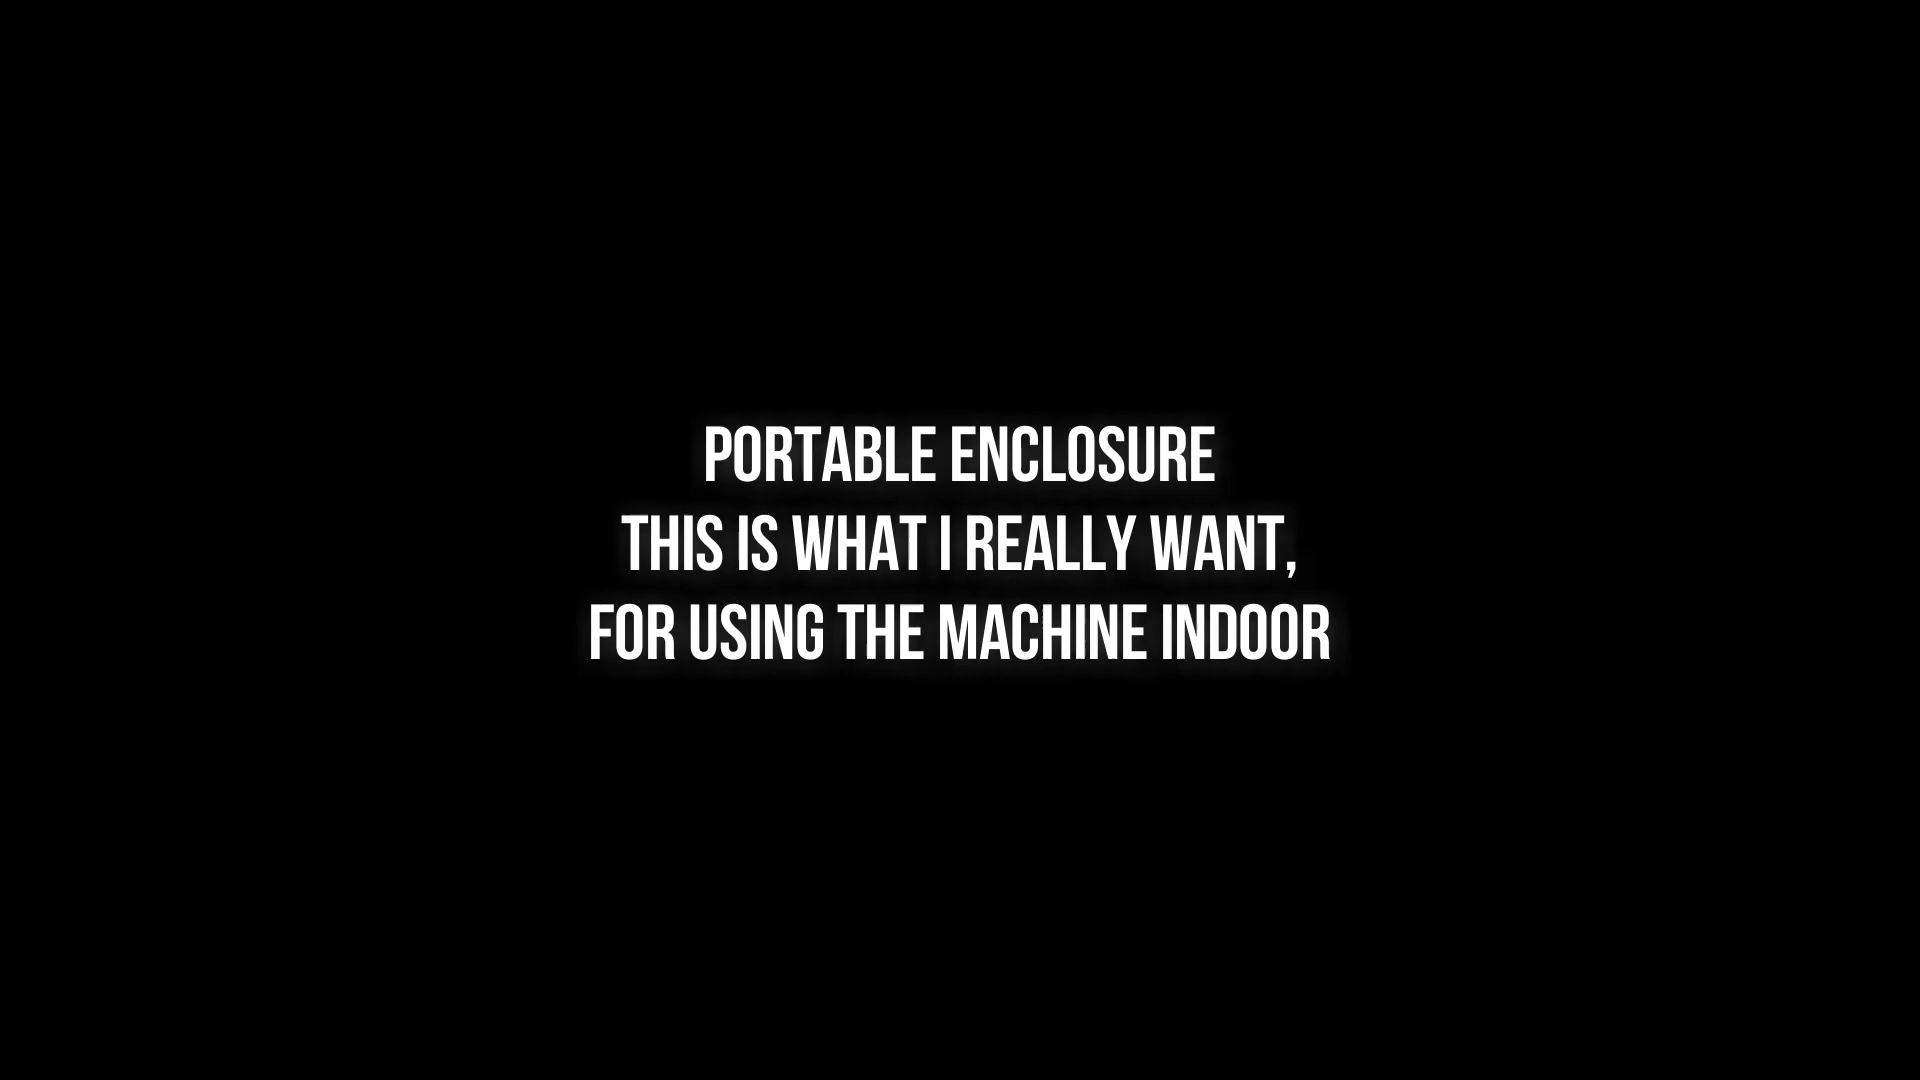 PORTABLE ENCLOSURE
THIS IS WHAT I REALLY WANT,
FOR USING THE MACHINE INDOOR